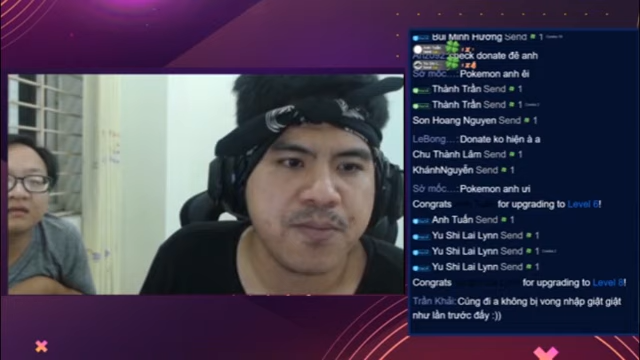 Bùi Minh Hương Send 1
check donate đê anh
Sở mốc...: Pokemon anh êi
Thành Trần Send 1
Thành Trần Send 1
Son Hoang Nguyen Send 1
LeBong...: Donate ko hiện à a
Chu Thành Lâm Send 1
KhánhNguyễn Send 1
Sở mốc...: Pokemon anh ưi
Congrats for upgrading to Level 6!
Anh Tuấn Send 1
Yu Shi Lai Lynn Send 1
Yu Shi Lai Lynn Send 1
Yu Shi Lai Lynn Send 1
Congrats for upgrading to Level 8!
Trần Khải: Cúng đi a không bị vong nhập giật giật
như lần trước đấy :))